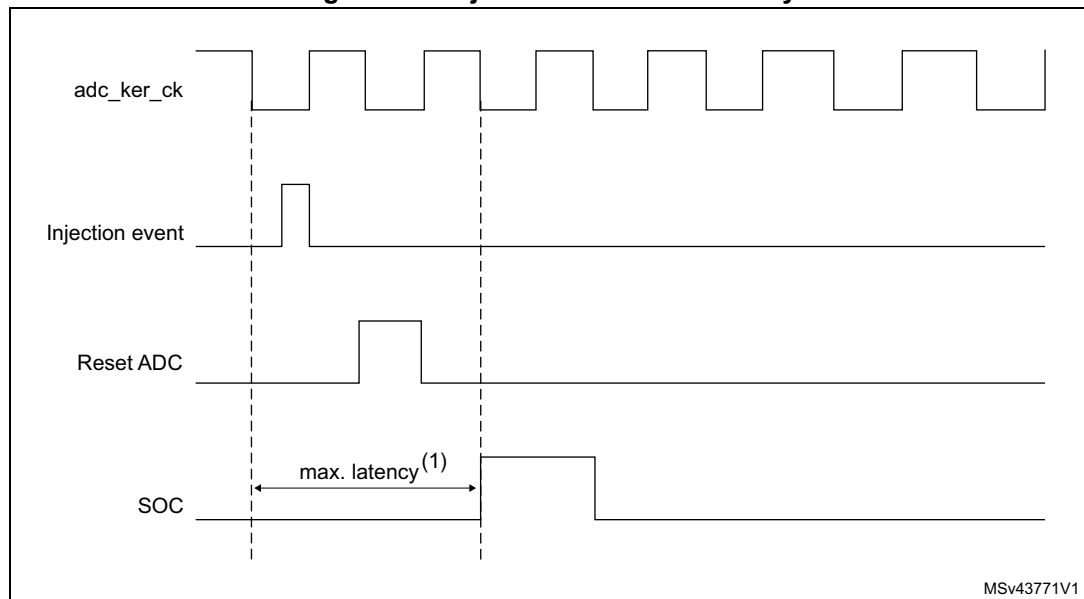 adc_ker_ck
Injection event
Reset ADC
max. latency(1)
SOC
MSv43771V1